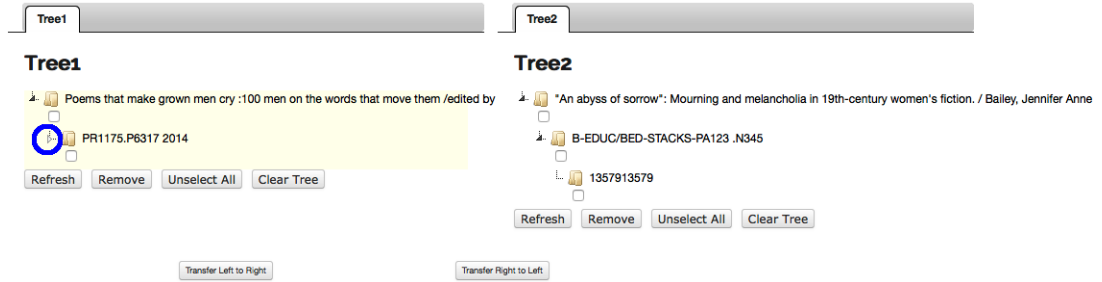 Tree1
Tree2
Tree1
Tree2
Poems that make grown men cry :100 men on the words that move them /edited by
"An abyss of sorrow": Mourning and melancholia in 19th-century women's fiction. / Bailey, Jennifer Anne
PR1175.P6317 2014
B-EDUC/BED-STACKS-PA123 .N345
1357913579
Refresh Remove Unselect All Clear Tree
Refresh Remove Unselect All Clear Tree
Transfer Left to Right
Transfer Right to Left